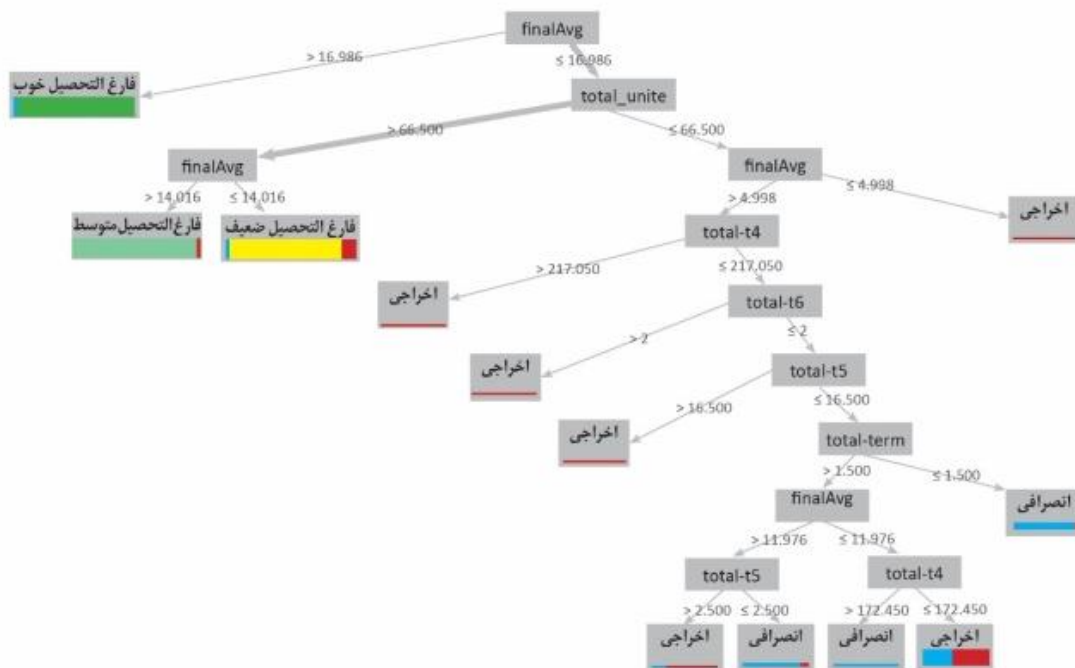 finalAvg
> 16.986
≤ 16.986
فارغ التحصیل خوب
total_unite
> 66.500
≤ 66.500
finalAvg
finalAvg
> 14.016
≤ 14.016
> 4.998
≤ 4.998
فارغ التحصیل متوسط
فارغ التحصیل ضعیف
total-t4
اخراجی
> 217.050
≤ 217.050
اخراجی
total-t6
> 2
≤ 2
اخراجی
total-t5
> 16.500
≤ 16.500
اخراجی
total-term
> 1.500
≤ 1.500
finalAvg
انصرافی
> 11.976
≤ 11.976
total-t5
total-t4
> 2.500
≤ 2.500
> 172.450
≤ 172.450
اخراجی
انصرافی
انصرافی
اخراجی